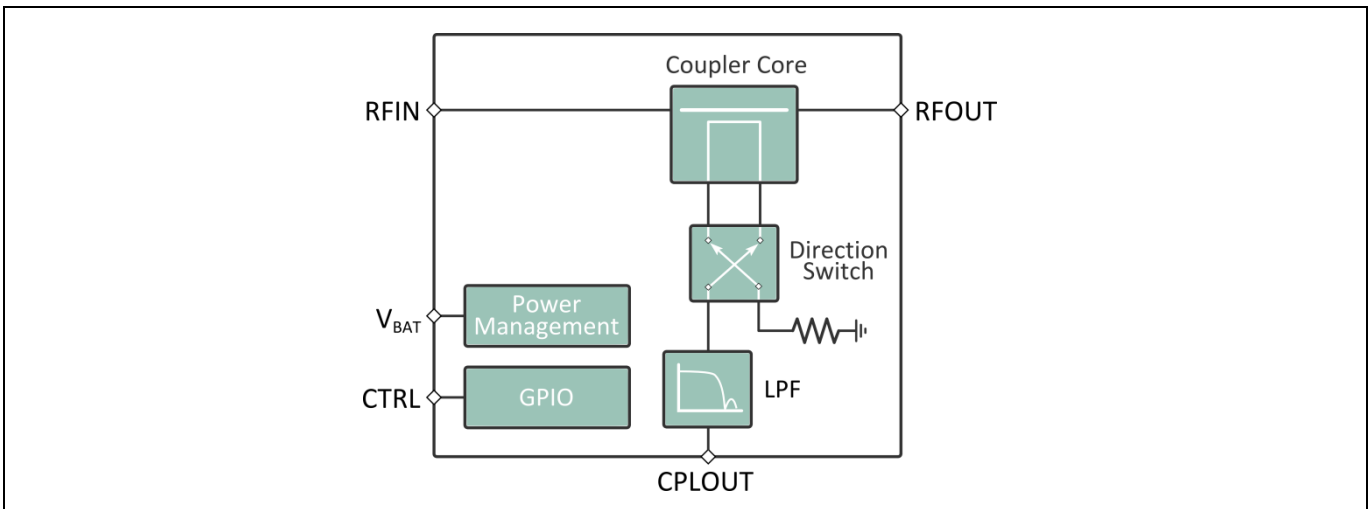 Coupler Core
RFIN
RFOUT
Direction
Switch
Power
Management
V_BAT
CTRL
GPIO
LPF
CPLOUT